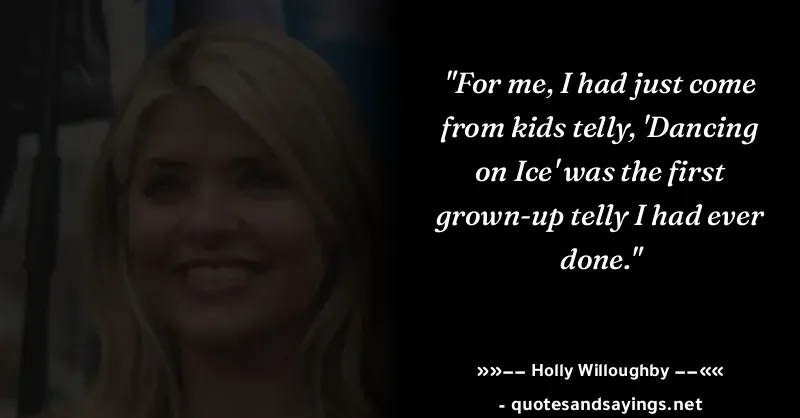 "For me, I had just come
from kids telly, 'Dancing
on Ice' was the first
grown-up telly I had ever
done."
»»–– Holly Willoughby ––««
- quotesandsayings.net